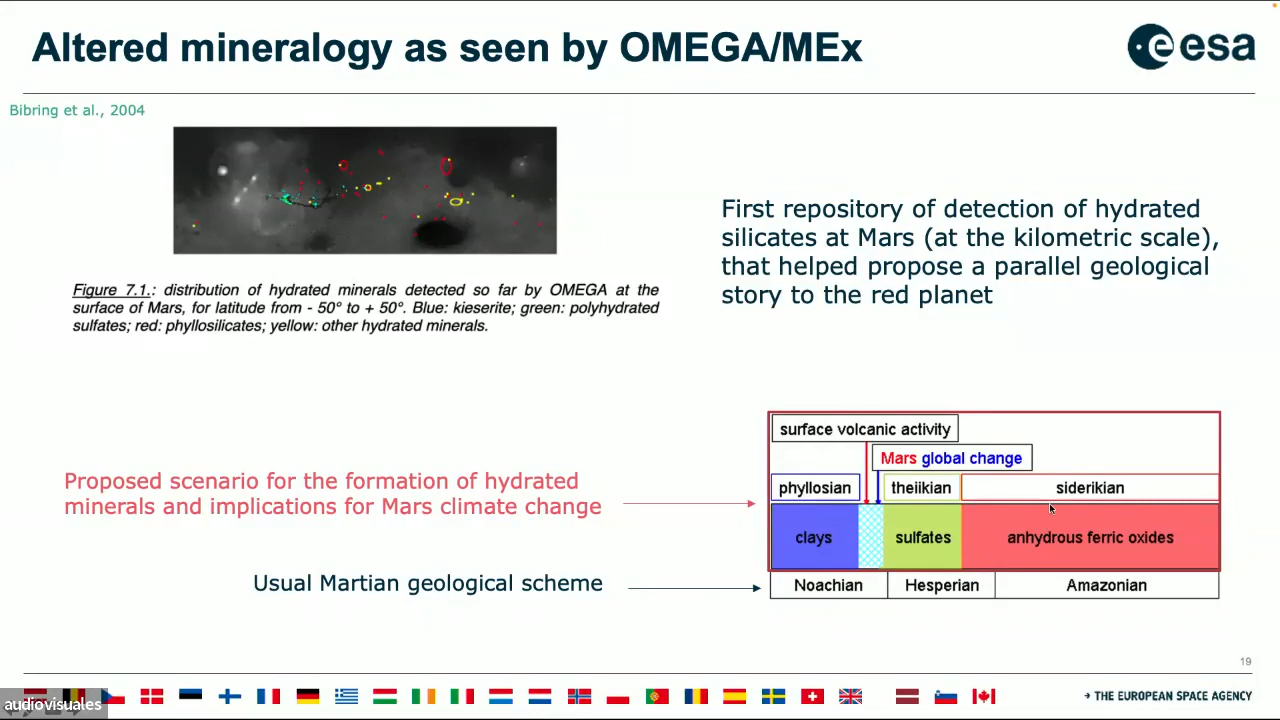 Altered mineralogy as seen by OMEGA/MEx
esa
Bibring et al., 2004
Figure 7.1.: distribution of hydrated minerals detected so far by OMEGA at the
surface of Mars, for latitude from - 50° to + 50°. Blue: kieserite; green: polyhydrated
sulfates; red: phyllosilicates; yellow: other hydrated minerals.
First repository of detection of hydrated
silicates at Mars (at the kilometric scale),
that helped propose a parallel geological
story to the red planet
Proposed scenario for the formation of hydrated
minerals and implications for Mars climate change
Usual Martian geological scheme
surface volcanic activity
Mars global change
phyllosian
theiikian
siderikian
clays
sulfates
anhydrous ferric oxides
Noachian
Hesperian
Amazonian
19
audiovisuales
→ THE EUROPEAN SPACE AGENCY